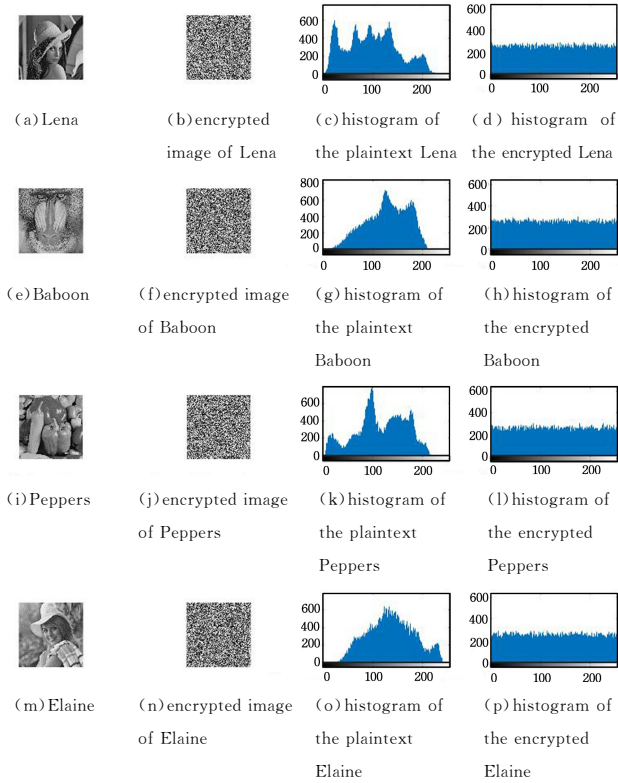 600
400
200
0
0 100 200
600
400
200
0
0 100 200
(a)Lena
(b)encrypted
image of Lena
(c)histogram of
the plaintext Lena
(d) histogram of
the encrypted Lena
800
600
400
200
0
0 100 200
600
400
200
0
0 100 200
(e)Baboon
(f)encrypted image
of Baboon
(g)histogram of
the plaintext
Baboon
(h)histogram of
the encrypted
Baboon
600
400
200
0
0 100 200
600
400
200
0
0 100 200
(i)Peppers
(j)encrypted image
of Peppers
(k)histogram of
the plaintext
Peppers
(l)histogram of
the encrypted
Peppers
600
400
200
0
0 100 200
600
400
200
0
0 100 200
(m)Elaine
(n)encrypted image
of Elaine
(o)histogram of
the plaintext
Elaine
(p)histogram of
the encrypted
Elaine